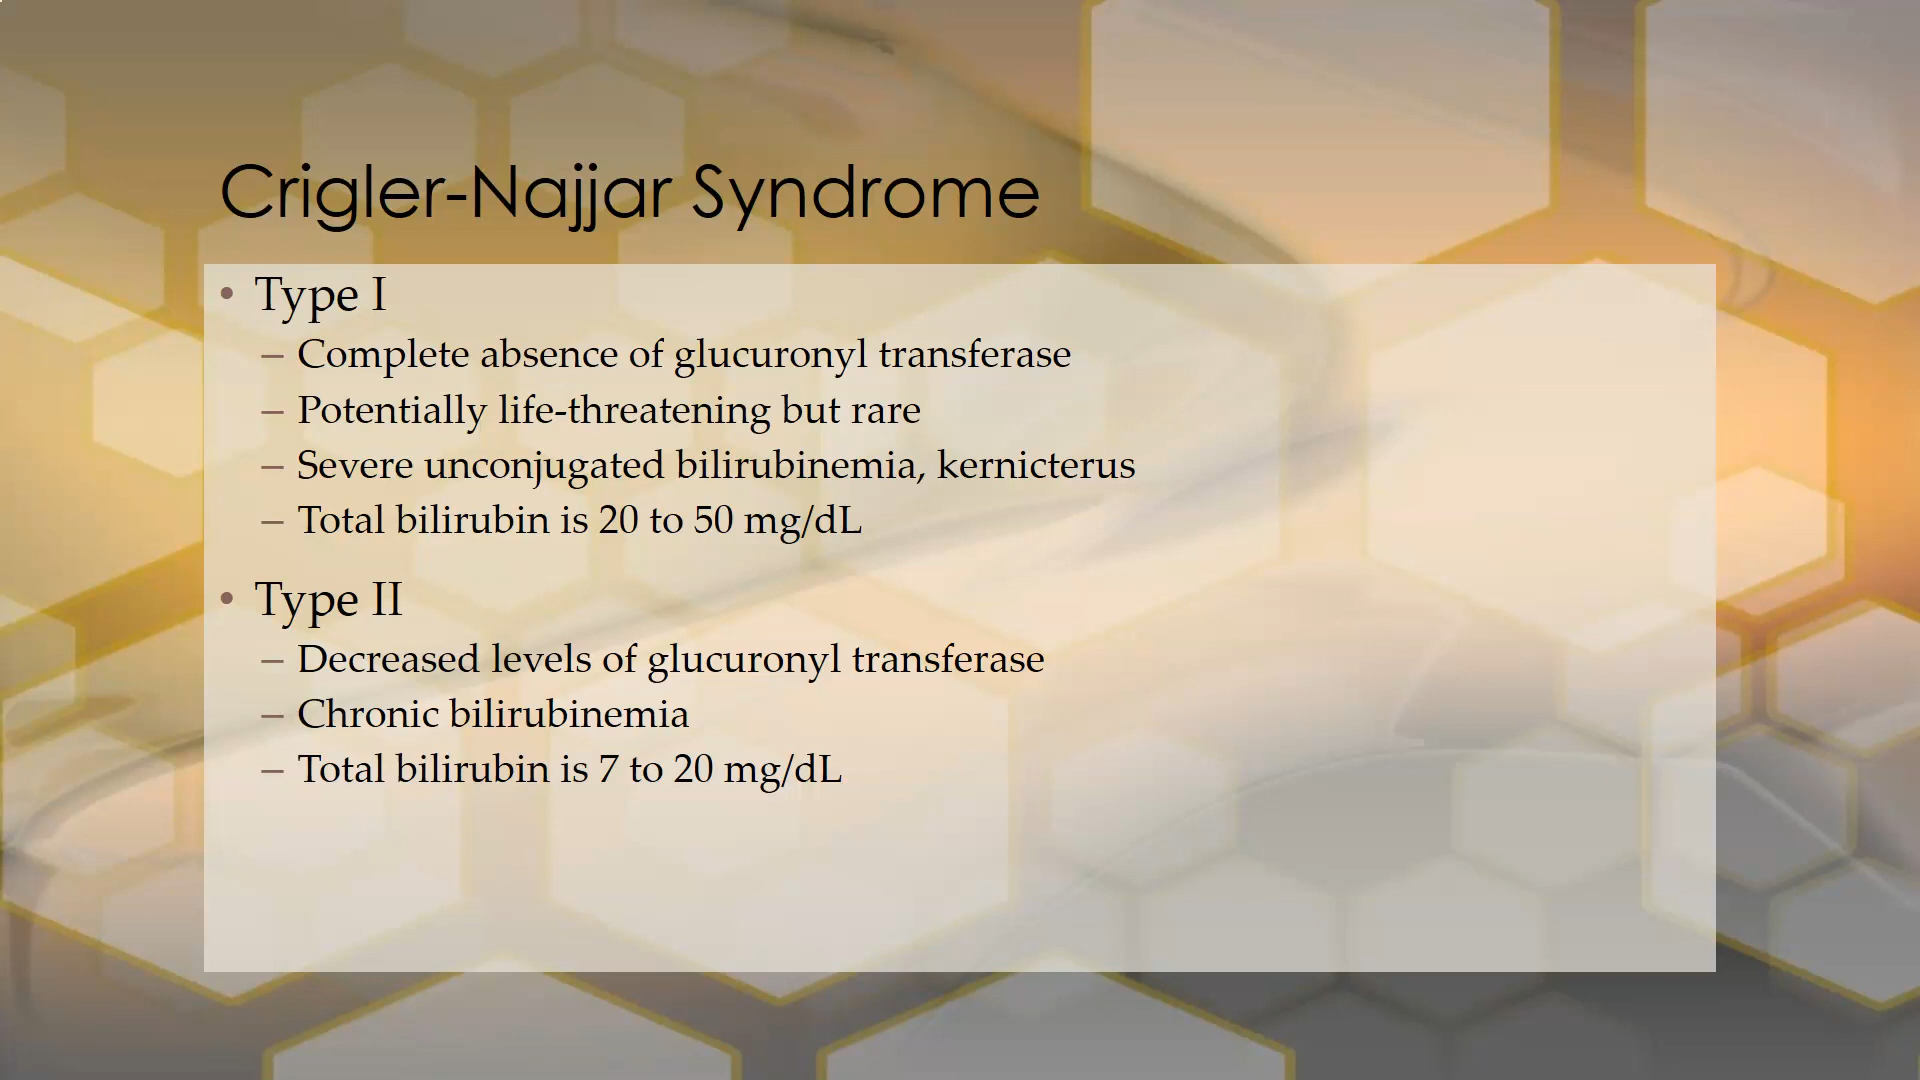 Crigler-Najjar Syndrome
• Type I
– Complete absence of glucuronyl transferase
– Potentially life-threatening but rare
– Severe unconjugated bilirubinemia, kernicterus
– Total bilirubin is 20 to 50 mg/dL
• Type II
– Decreased levels of glucuronyl transferase
– Chronic bilirubinemia
– Total bilirubin is 7 to 20 mg/dL